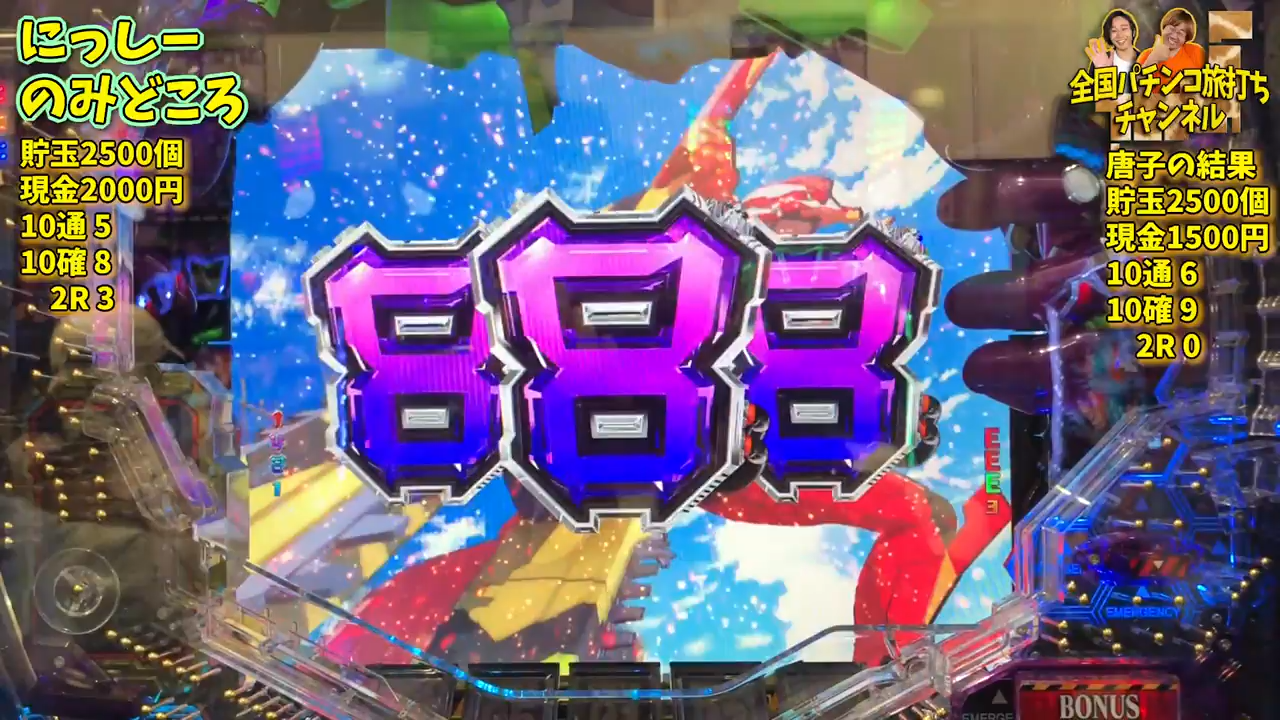 にっしー
のみどころ
貯玉2500個
現金2000円
10通 5
10確 8
2R 3
全国パチンコ旅打ち
チャンネル
唐子の結果
貯玉2500個
現金1500円
10通 6
10確 9
2R 0
888
EMERGENCY
BONUS